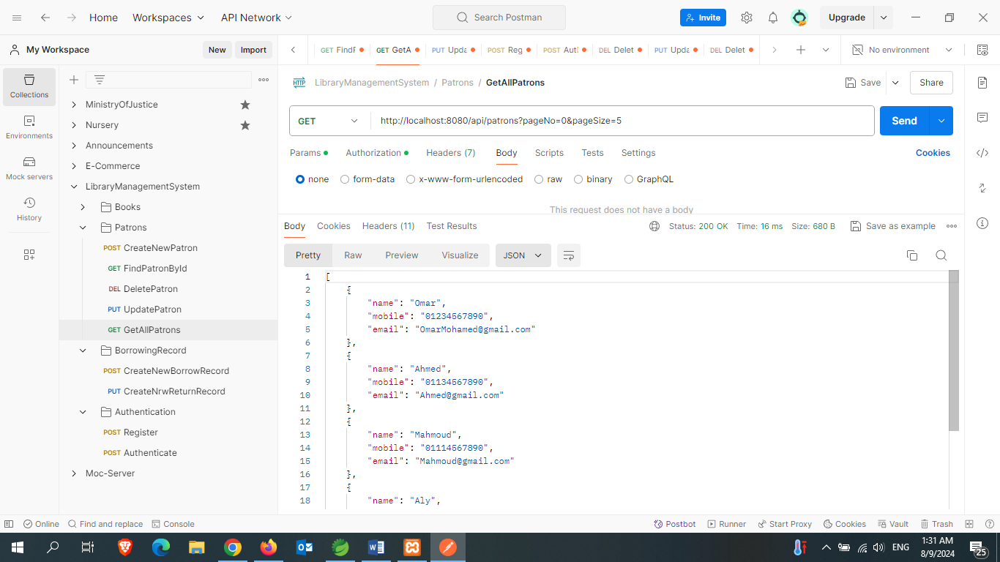 Home Workspaces API Network Search Postman Invite Upgrade
My Workspace New Import
GET FindF GET GetA PUT Upda POST Reg POST Aut DEL Delet PUT Upda DEL Delet No environment
Collections
Environments
Mock servers
History
MinistryOfJustice
Nursery
Announcements
E-Commerce
LibraryManagementSystem
Books
Patrons
POST CreateNewPatron
GET FindPatronById
DEL DeletePatron
PUT UpdatePatron
GET GetAllPatrons
BorrowingRecord
POST CreateNewBorrowRecord
PUT CreateNrwReturnRecord
Authentication
POST Register
POST Authenticate
Moc-Server
HTTP LibraryManagementSystem / Patrons / GetAllPatrons Save Share
GET http://localhost:8080/api/patrons?pageNo=0&pageSize=5 Send
Params Authorization Headers (7) Body Scripts Tests Settings Cookies
none form-data x-www-form-urlencoded raw binary GraphQL
This request does not have a body
Body Cookies Headers (11) Test Results Status: 200 OK Time: 16 ms Size: 680 B Save as example
Pretty Raw Preview Visualize JSON
1 [
2 {
3 "name": "Omar",
4 "mobile": "01234567890",
5 "email": "OmarMohamed@gmail.com"
6 },
7 {
8 "name": "Ahmed",
9 "mobile": "01134567890",
10 "email": "Ahmed@gmail.com"
11 },
12 {
13 "name": "Mahmoud",
14 "mobile": "01114567890",
15 "email": "Mahmoud@gmail.com"
16 },
17 {
18 "name": "Aly",
Online Find and replace Console Postbot Runner Start Proxy Cookies Vault Trash
ENG 1:31 AM
8/9/2024 25